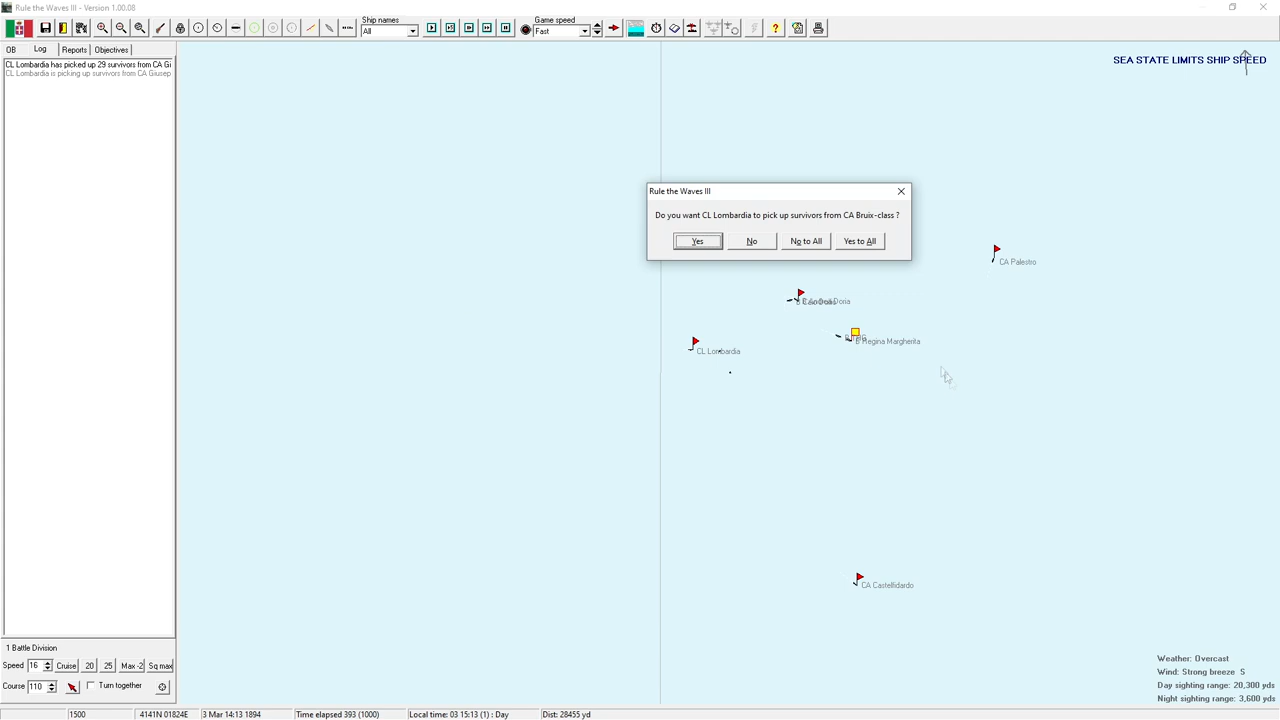 Rule the Waves III - Version 1.00.08
Ship names
All
Game speed
Fast
OB Log Reports Objectives
CL Lombardia has picked up 29 survivors from CA Gi
CL Lombardia is picking up survivors from CA Giusep
SEA STATE LIMITS SHIP SPEED
Rule the Waves III
Do you want CL Lombardia to pick up survivors from CA Bruix-class ?
Yes No No to All Yes to All
CA Palestro
Doria
B Regina Margherita
CL Lombardia
CA Castelfidardo
1 Battle Division
Speed 16 Cruise 20 25 Max -2 Sq max
Course 110 Turn together
Weather: Overcast
Wind: Strong breeze S
Day sighting range: 20,300 yds
Night sighting range: 3,600 yds
1500 4141N 01824E 3 Mar 14:13 1894 Time elapsed 393 (1000) Local time: 03 15:13 (1) : Day Dist: 28455 yd